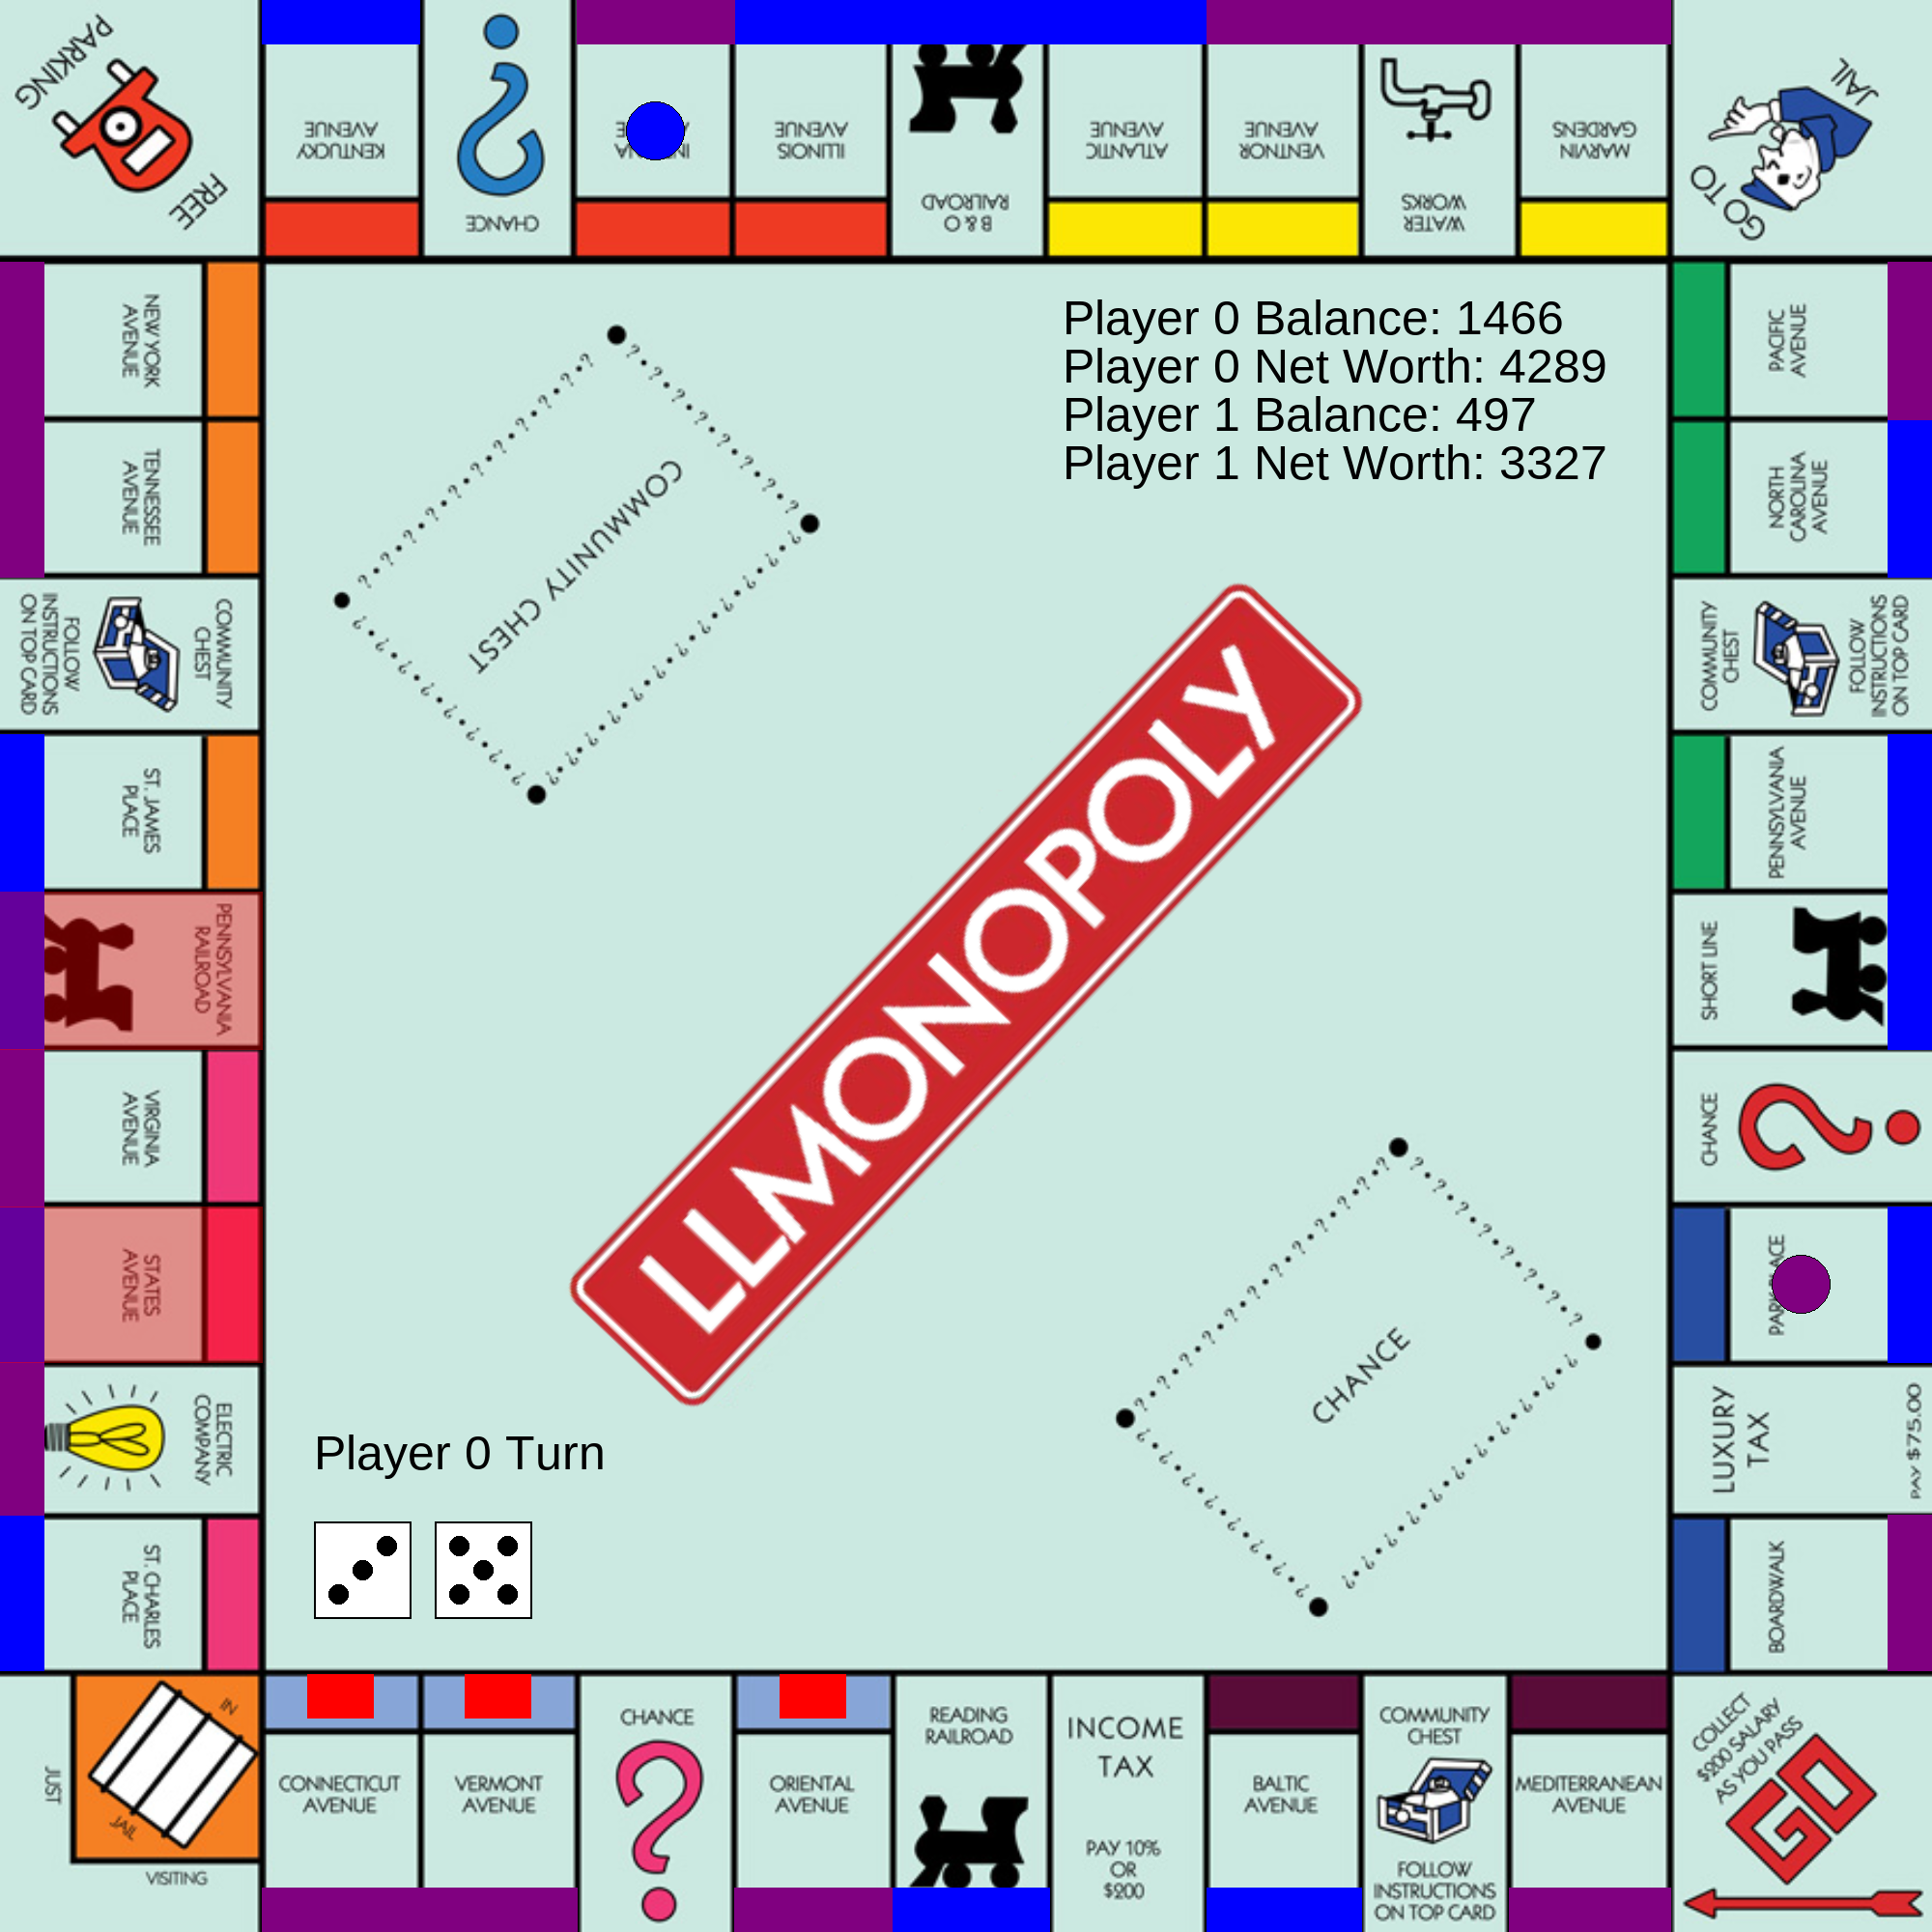 PARKING
FREE
KENTUCKY
AVENUE
CHANCE
ILLINOIS
AVENUE
B & O
RAILROAD
ATLANTIC
AVENUE
VENTNOR
AVENUE
WATER
WORKS
MARVIN
GARDENS
GO TO
JAIL
NEW YORK
AVENUE
TENNESSEE
AVENUE
COMMUNITY
CHEST
FOLLOW
INSTRUCTIONS
ON TOP CARD
ST. JAMES
PLACE
PENNSYLVANIA
RAILROAD
VIRGINIA
AVENUE
STATES
AVENUE
ELECTRIC
COMPANY
ST. CHARLES
PLACE
Player 0 Balance: 1466
Player 0 Net Worth: 4289
Player 1 Balance: 497
Player 1 Net Worth: 3327
COMMUNITY CHEST
LLMONOPOLY
CHANCE
Player 0 Turn
PACIFIC
AVENUE
NORTH
CAROLINA
AVENUE
COMMUNITY
CHEST
FOLLOW
INSTRUCTIONS
ON TOP CARD
PENNSYLVANIA
AVENUE
SHORT LINE
CHANCE
LUXURY
TAX
PAY $75.00
BOARDWALK
JUST
VISITING
IN
JAIL
CONNECTICUT
AVENUE
VERMONT
AVENUE
CHANCE
ORIENTAL
AVENUE
READING
RAILROAD
INCOME
TAX
PAY 10%
OR
$200
BALTIC
AVENUE
COMMUNITY
CHEST
FOLLOW
INSTRUCTIONS
ON TOP CARD
MEDITERRANEAN
AVENUE
COLLECT
$200 SALARY
AS YOU PASS
GO